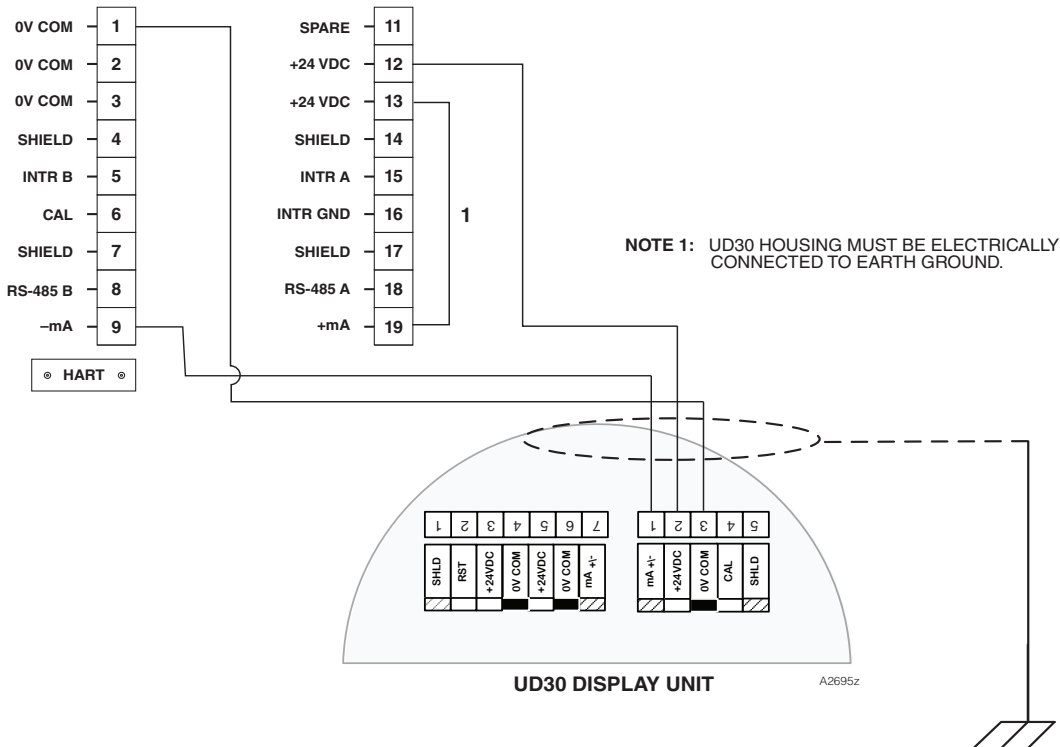 0V COM 1
0V COM 2
0V COM 3
SHIELD 4
INTR B 5
CAL 6
SHIELD 7
RS-485 B 8
–mA 9
HART
SPARE 11
+24 VDC 12
+24 VDC 13
SHIELD 14
INTR A 15
INTR GND 16
SHIELD 17
RS-485 A 18
+mA 19
1
NOTE 1: UD30 HOUSING MUST BE ELECTRICALLY
CONNECTED TO EARTH GROUND.
1 2 3 4 5 6 7
SHLD
RST
+24VDC
0V COM
+24VDC
0V COM
mA +\-
1 2 3 4 5
mA +\-
+24VDC
0V COM
CAL
SHLD
UD30 DISPLAY UNIT
A2695z